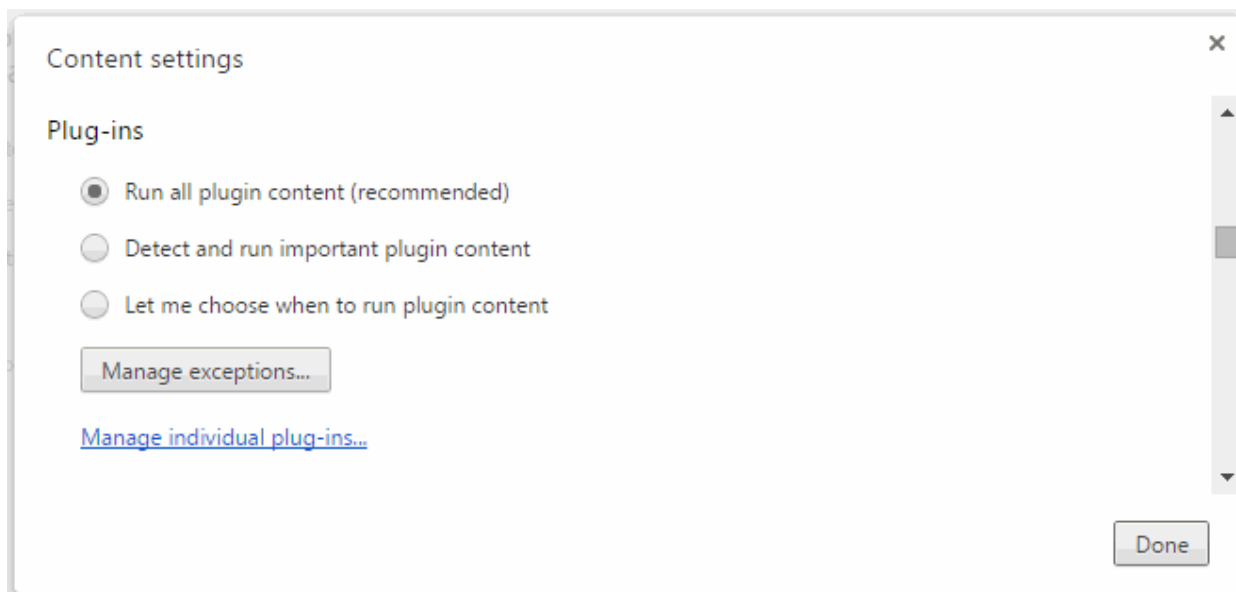 Content settings
Plug-ins
Run all plugin content (recommended)
Detect and run important plugin content
Let me choose when to run plugin content
Manage exceptions...
Manage individual plug-ins...
Done